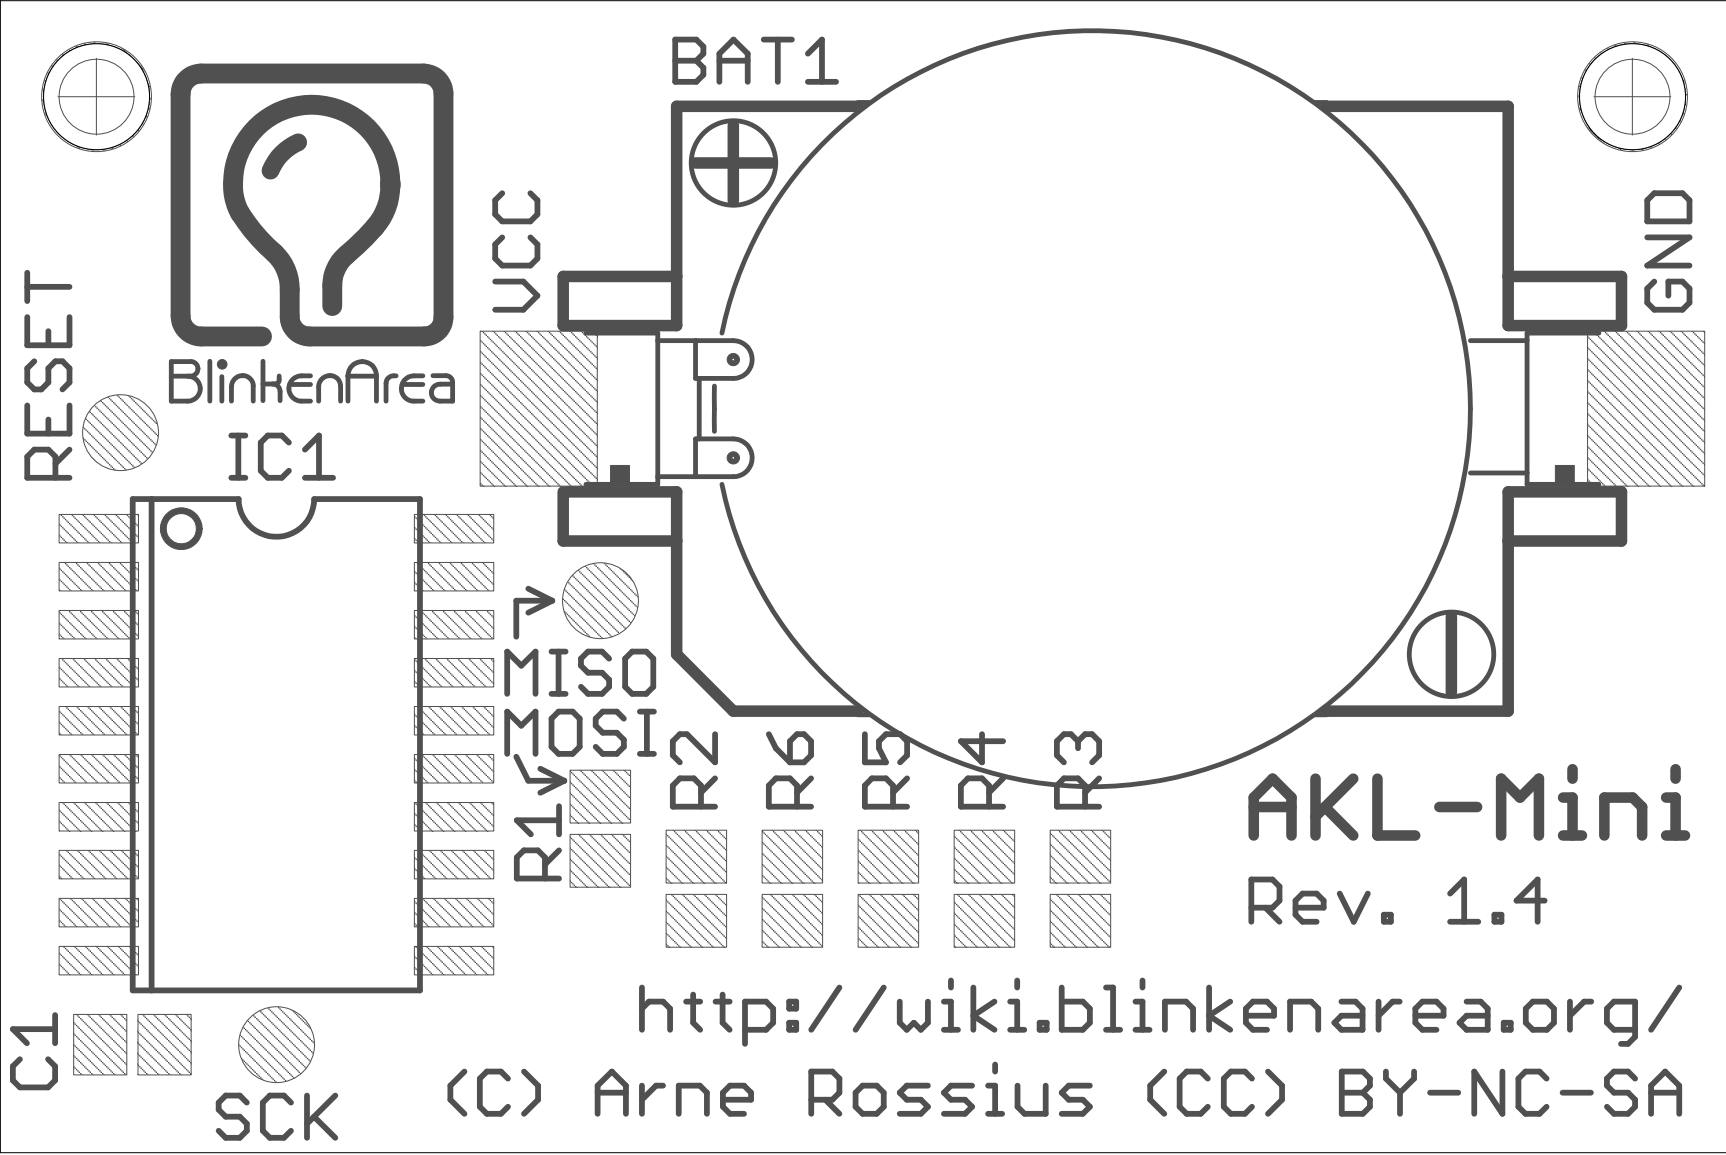 BAT1
VCC
GND
RESET
BlinkenArea
IC1
MISO
MOSI
R1
R2
R6
R5
R4
R3
AKL-Mini
Rev. 1.4
http://wiki.blinkenarea.org/
C1
SCK
(C) Arne Rossius (CC) BY-NC-SA